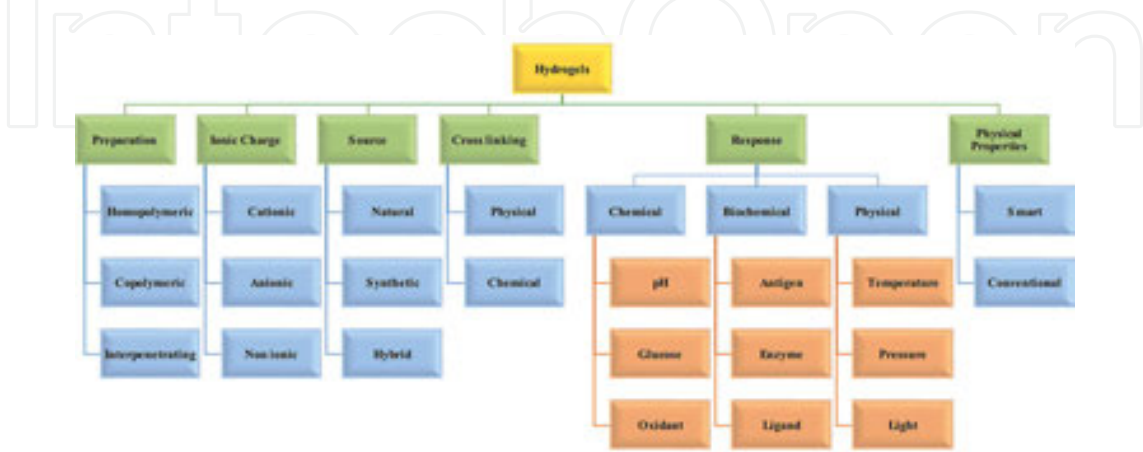 IntechOpen
Hydrogels
Preparation
Ionic Charge
Source
Cross linking
Response
Physical
Properties
Homopolymeric
Cationic
Natural
Physical
Chemical
Biochemical
Physical
Smart
Copolymeric
Anionic
Synthetic
Chemical
pH
Antigen
Temperature
Conventional
Interpenetrating
Non ionic
Hybrid
Glucose
Enzyme
Pressure
Oxidant
Ligand
Light